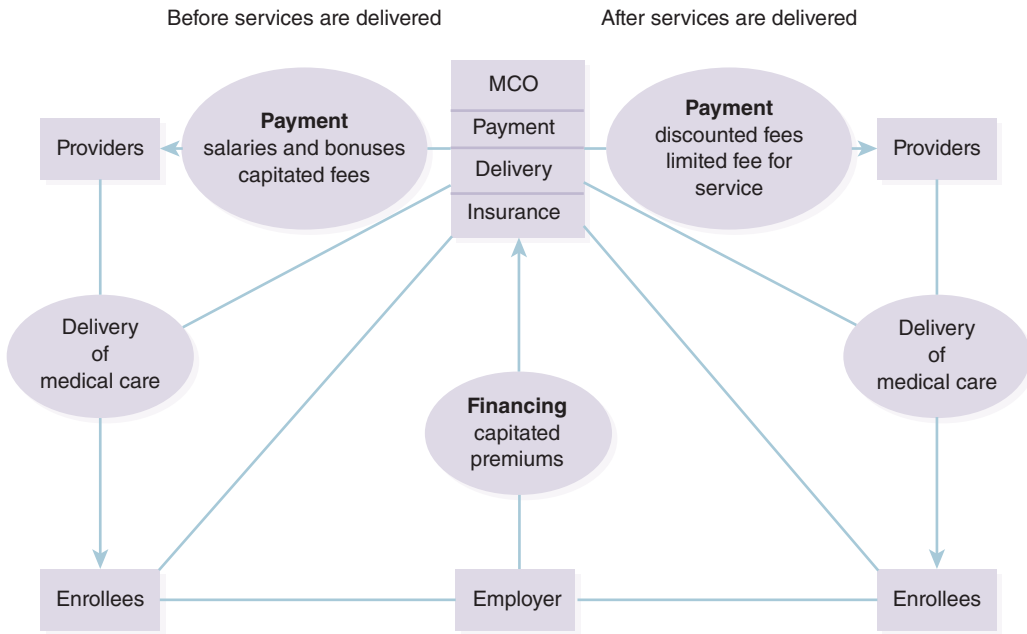 Before services are delivered
After services are delivered
MCO
Payment
Delivery
Insurance
Payment
salaries and bonuses
capitated fees
Payment
discounted fees
limited fee for
service
Providers
Providers
Delivery
of
medical care
Delivery
of
medical care
Financing
capitated
premiums
Enrollees
Employer
Enrollees